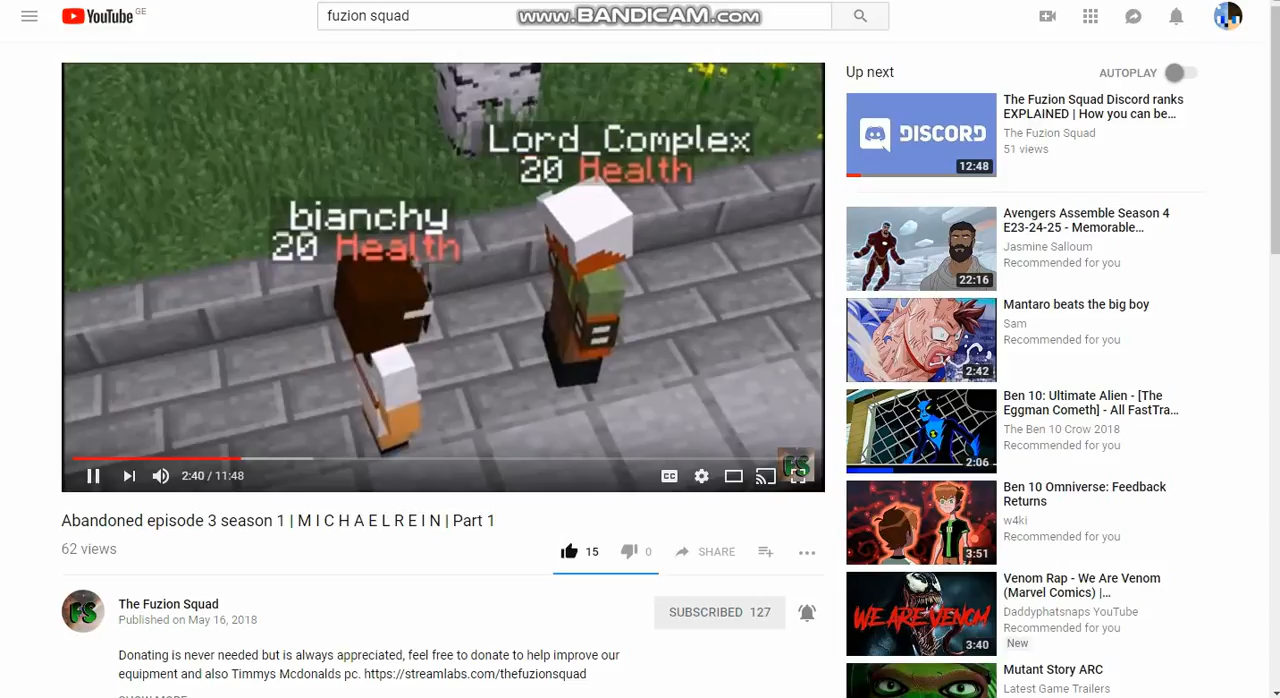 YouTube GE
fuzion squad
www.BANDICAM.com
Lord_Complex
20 Health
bianchy
20 Health
2:40 / 11:48
CC
FS
Abandoned episode 3 season 1 | M I C H A E L R E I N | Part 1
62 views
15
0
SHARE
FS
The Fuzion Squad
Published on May 16, 2018
SUBSCRIBED 127
Donating is never needed but always appreciated, feel free to donate to help improve our
equipment and also Timmys Mcdonalds pc. https://streamlabs.com/thefuzionsquad
SHOW MORE
Up next
AUTOPLAY
DISCORD
12:48
The Fuzion Squad Discord ranks
EXPLAINED | How you can be...
The Fuzion Squad
51 views
22:16
Avengers Assemble Season 4
E23-24-25 - Memorable...
Jasmine Salloum
Recommended for you
2:42
Mantaro beats the big boy
Sam
Recommended for you
2:06
Ben 10: Ultimate Alien - [The
Eggman Cometh] - All FastTra...
The Ben 10 Crow 2018
Recommended for you
3:51
Ben 10 Omniverse: Feedback
Returns
w4ki
Recommended for you
WE ARE VENOM
3:40
Venom Rap - We Are Venom
(Marvel Comics) |...
Daddyphatsnaps YouTube
Recommended for you
New
Mutant Story ARC
Latest Game Trailers